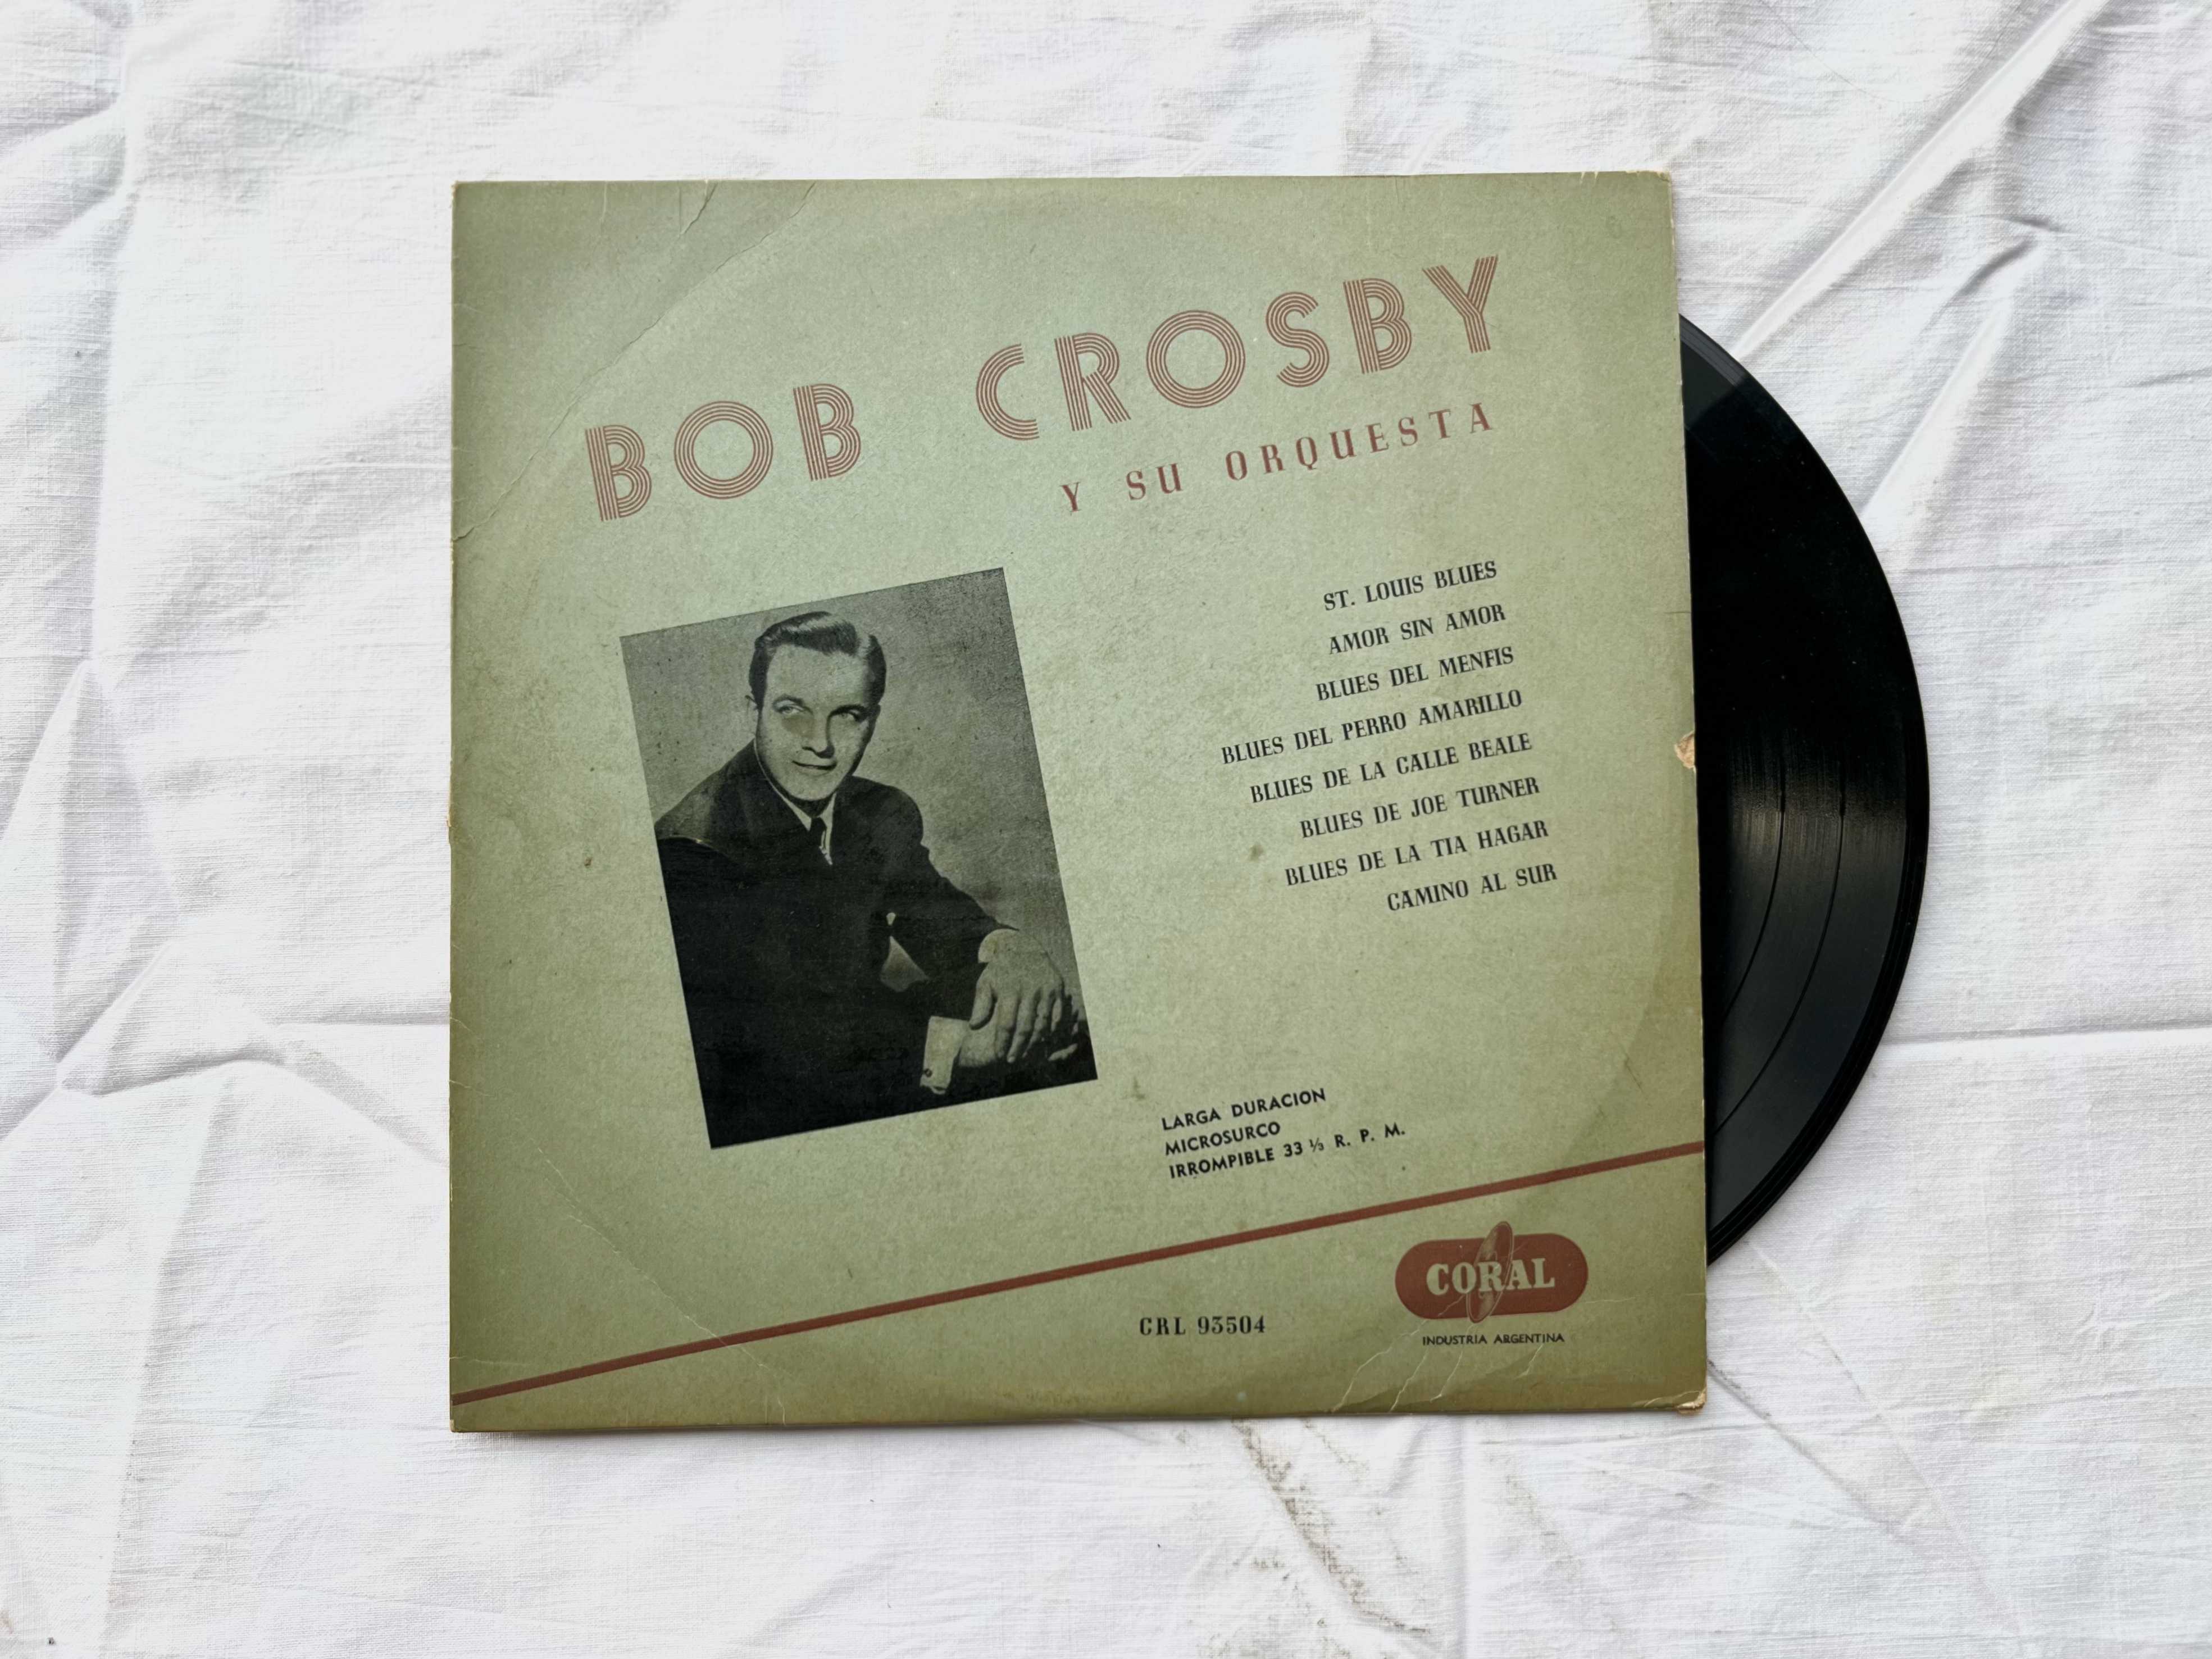 BOB CROSBY
Y SU ORQUESTA
ST. LOUIS BLUES
AMOR SIN AMOR
BLUES DEL MENFIS
BLUES DEL PERRO AMARILLO
BLUES DE LA CALLE BEALE
BLUES DE JOE TURNER
BLUES DE LA TIA HAGAR
CAMINO AL SUR
LARGA DURACION
MICROSURCO
IRROMPIBLE 33 ⅓ R. P. M.
CORAL
CRL 93504
INDUSTRIA ARGENTINA